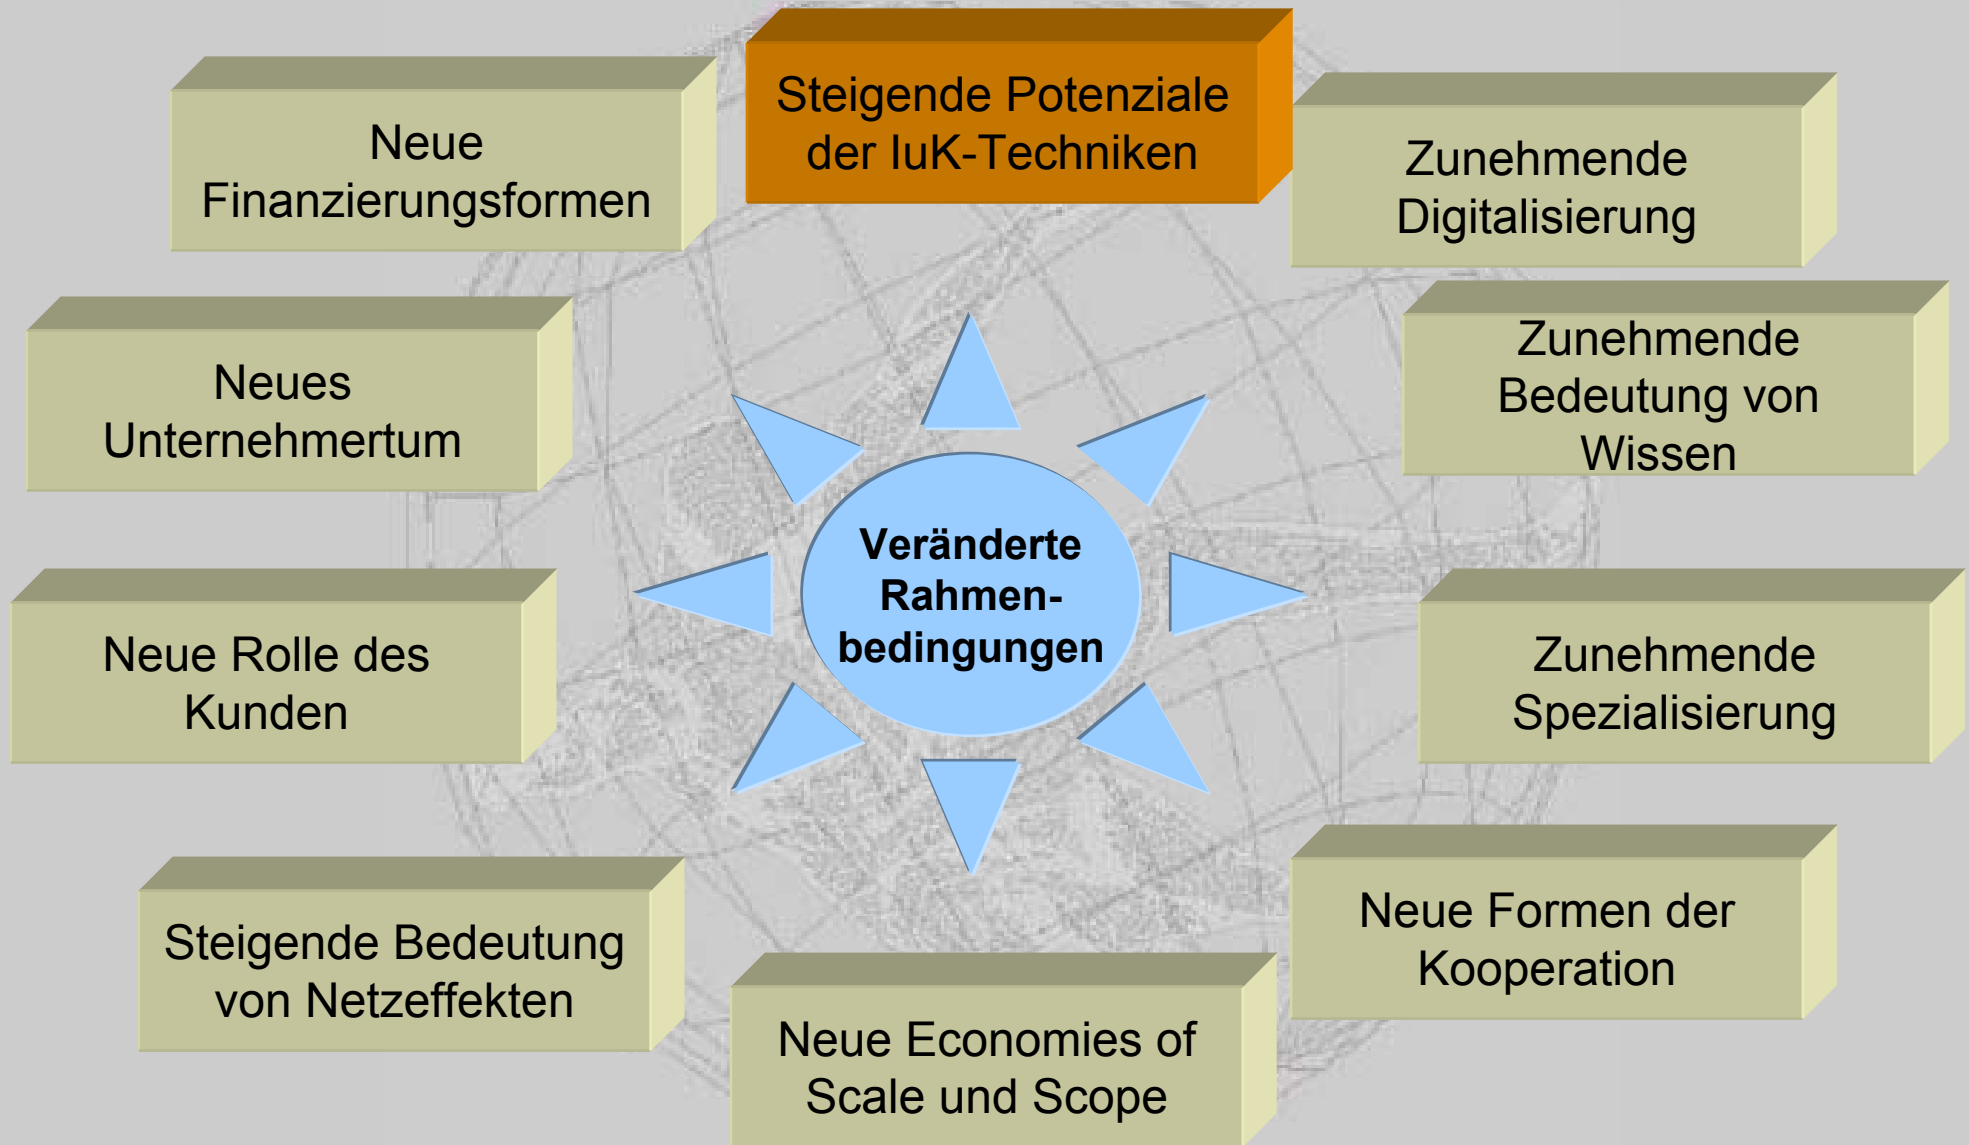 Steigende Potenziale
der IuK-Techniken
Neue
Finanzierungsformen
Zunehmende
Digitalisierung
Neues
Unternehmertum
Zunehmende
Bedeutung von
Wissen
Veränderte
Rahmen-
bedingungen
Neue Rolle des
Kunden
Zunehmende
Spezialisierung
Steigende Bedeutung
von Netzeffekten
Neue Formen der
Kooperation
Neue Economies of
Scale und Scope